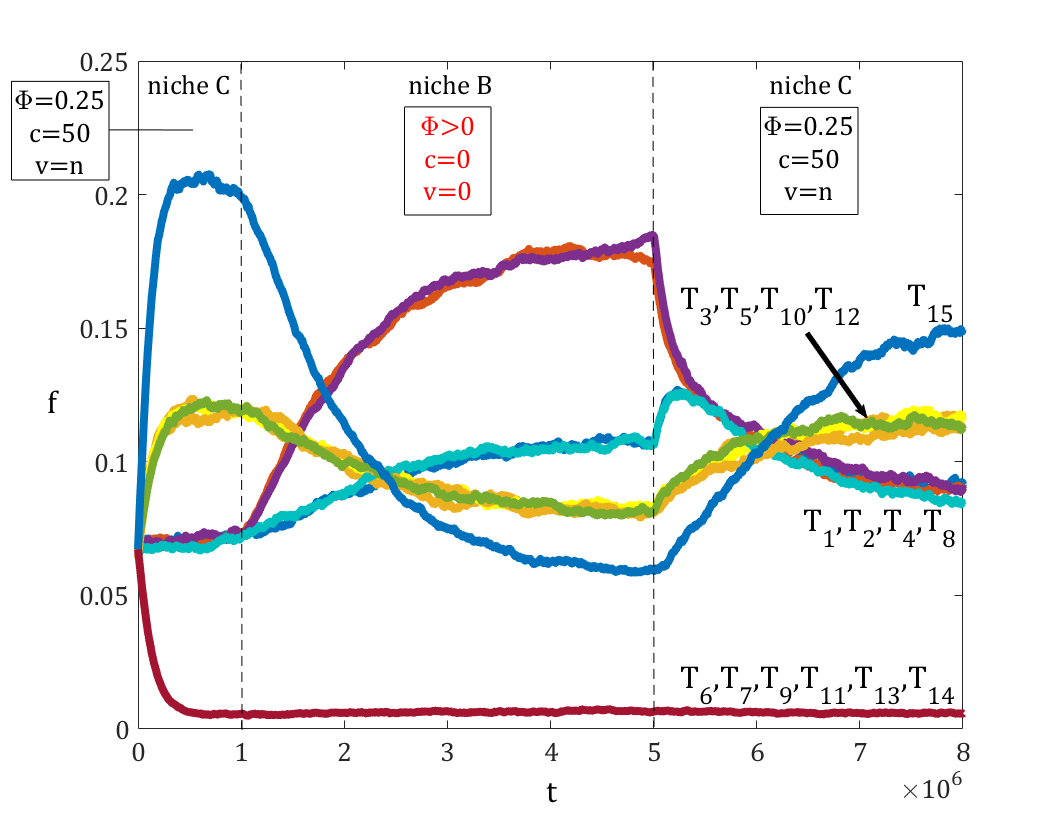 niche C
niche B
niche C
Φ=0.25
c=50
v=n
Φ>0
c=0
v=0
Φ=0.25
c=50
v=n
0.25
0.2
0.15
0.1
0.05
0
f
T3,T5,T10,T12
T15
T1,T2,T4,T8
T6,T7,T9,T11,T13,T14
0 1 2 3 4 5 6 7 8
×10^6
t